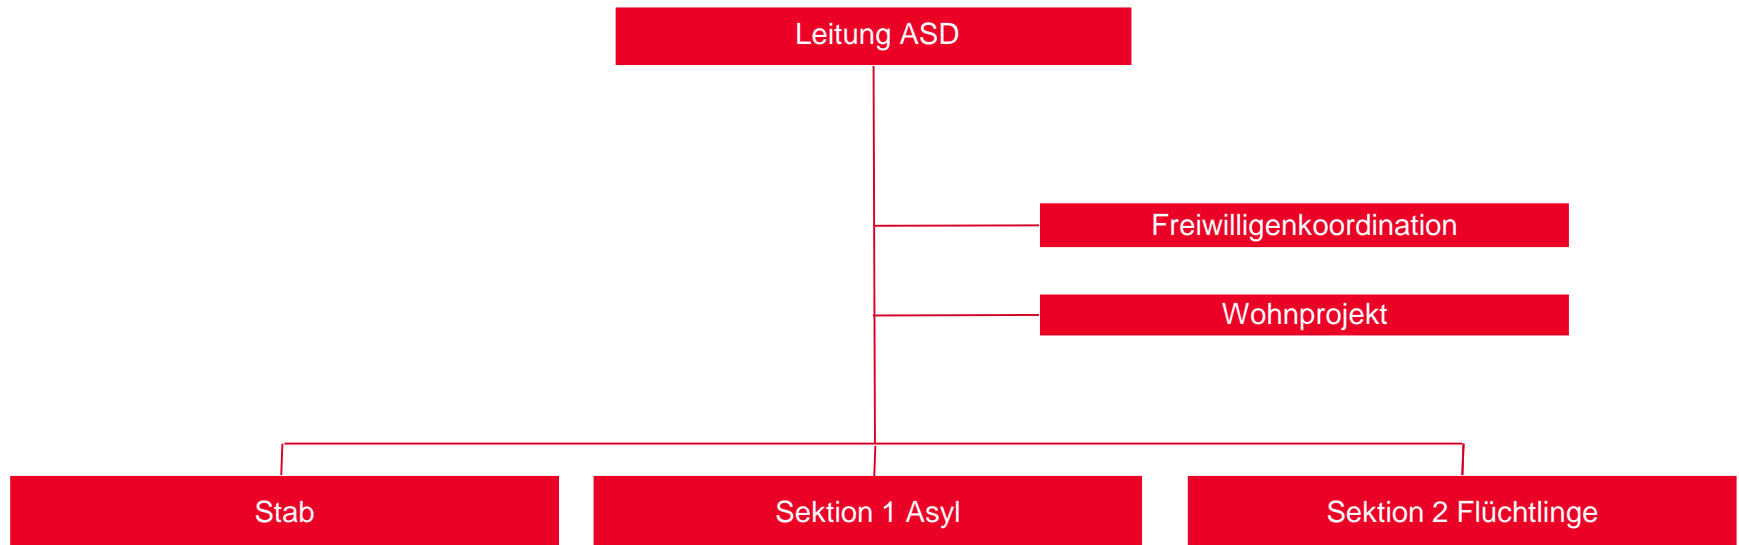 Leitung ASD
Freiwilligenkoordination
Wohnprojekt
Stab
Sektion 1 Asyl
Sektion 2 Flüchtlinge